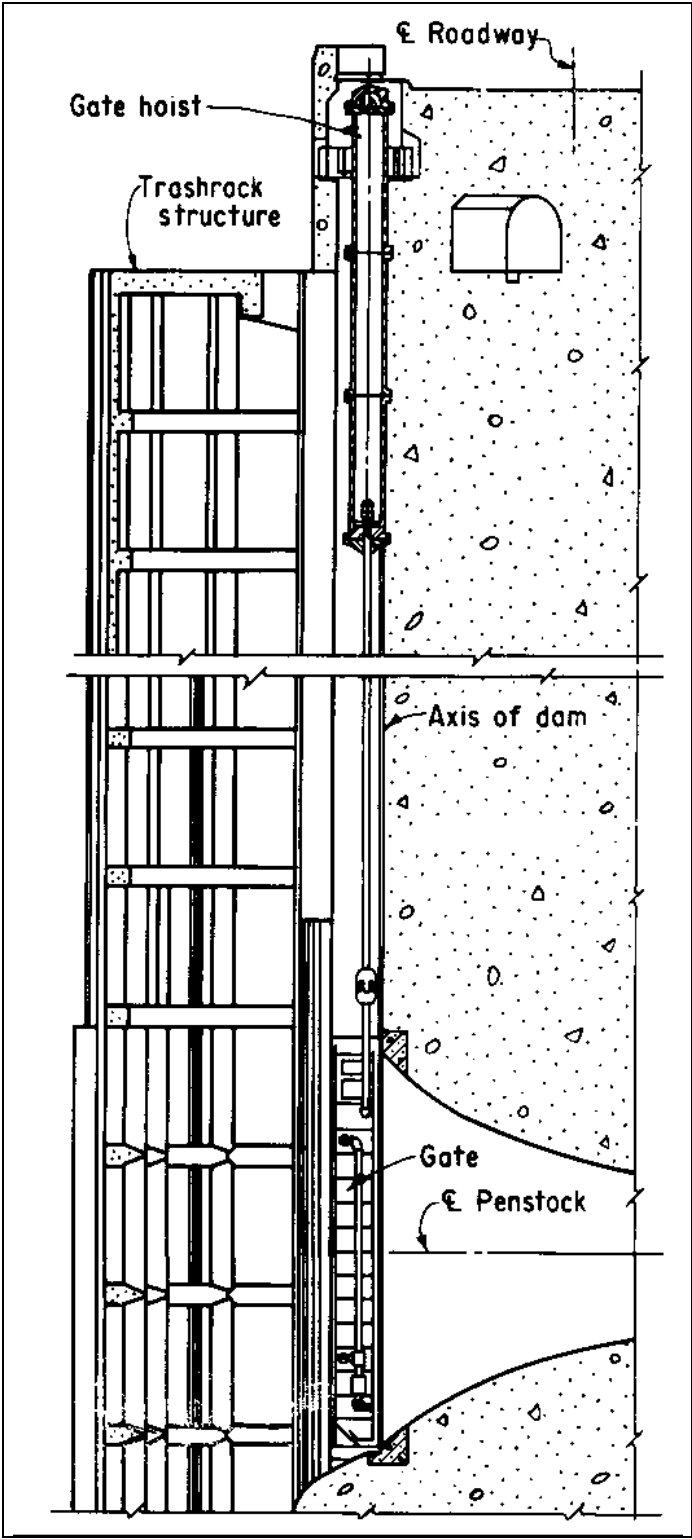 ℄ Roadway
Gate hoist
Trashrack
structure
Axis of dam
Gate
℄ Penstock